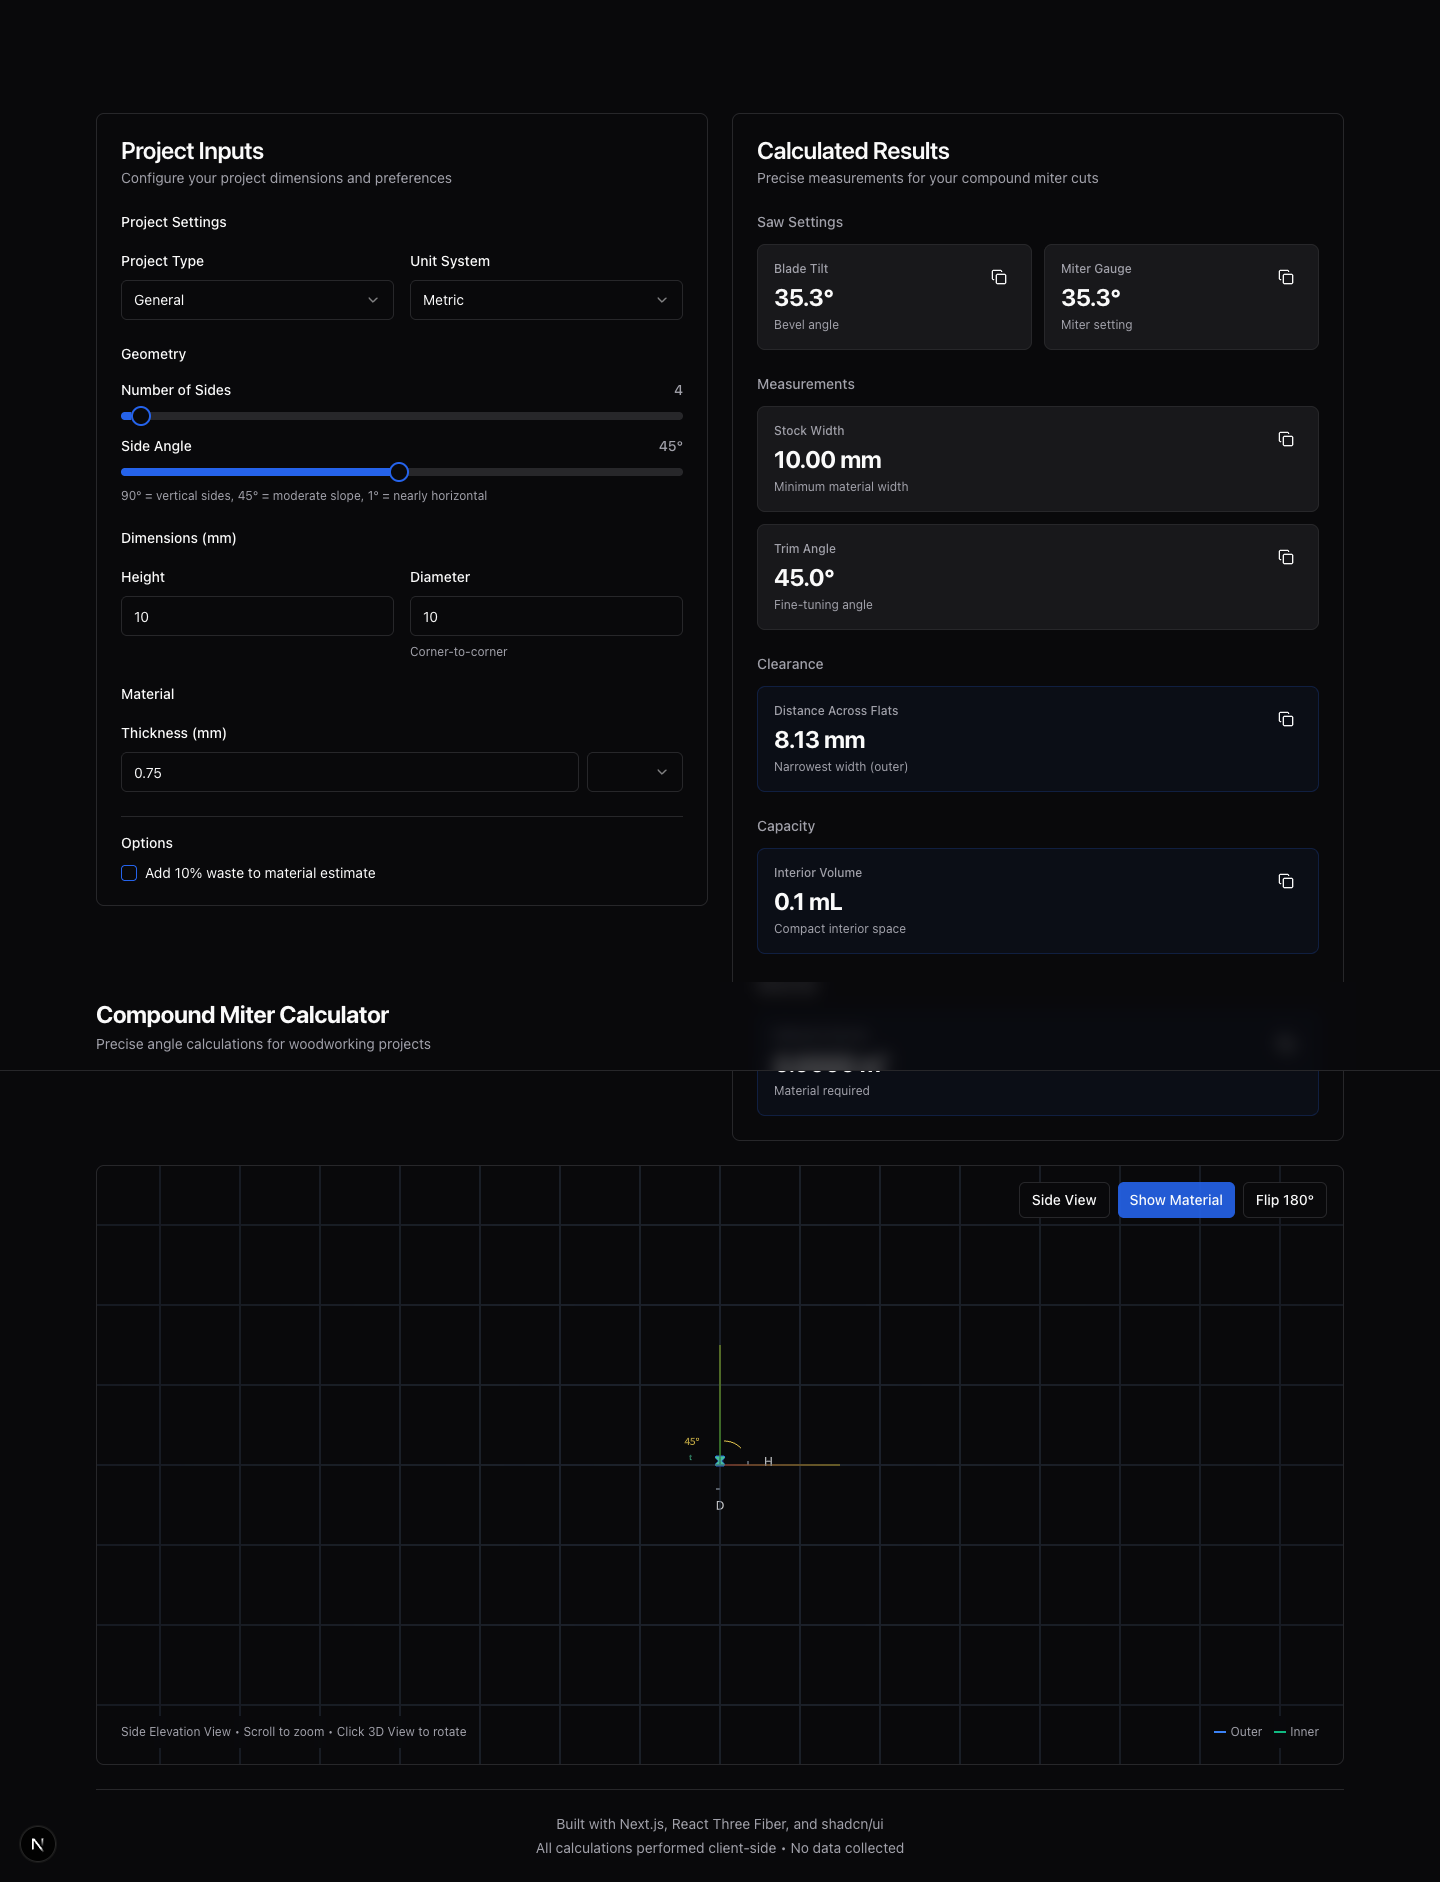 Project Inputs
Configure your project dimensions and preferences
Project Settings
Project Type
Unit System
General
Metric
Geometry
Number of Sides
4
Side Angle
45°
90° = vertical sides, 45° = moderate slope, 1° = nearly horizontal
Dimensions (mm)
Height
Diameter
10
10
Corner-to-corner
Material
Thickness (mm)
0.75
Options
Add 10% waste to material estimate
Calculated Results
Precise measurements for your compound miter cuts
Saw Settings
Blade Tilt
35.3°
Bevel angle
Miter Gauge
35.3°
Miter setting
Measurements
Stock Width
10.00 mm
Minimum material width
Trim Angle
45.0°
Fine-tuning angle
Clearance
Distance Across Flats
8.13 mm
Narrowest width (outer)
Capacity
Interior Volume
0.1 mL
Compact interior space
Compound Miter Calculator
Precise angle calculations for woodworking projects
Material required
Side View
Show Material
Flip 180°
45°
t
H
D
Side Elevation View • Scroll to zoom • Click 3D View to rotate
Outer
Inner
Built with Next.js, React Three Fiber, and shadcn/ui
All calculations performed client-side • No data collected
N